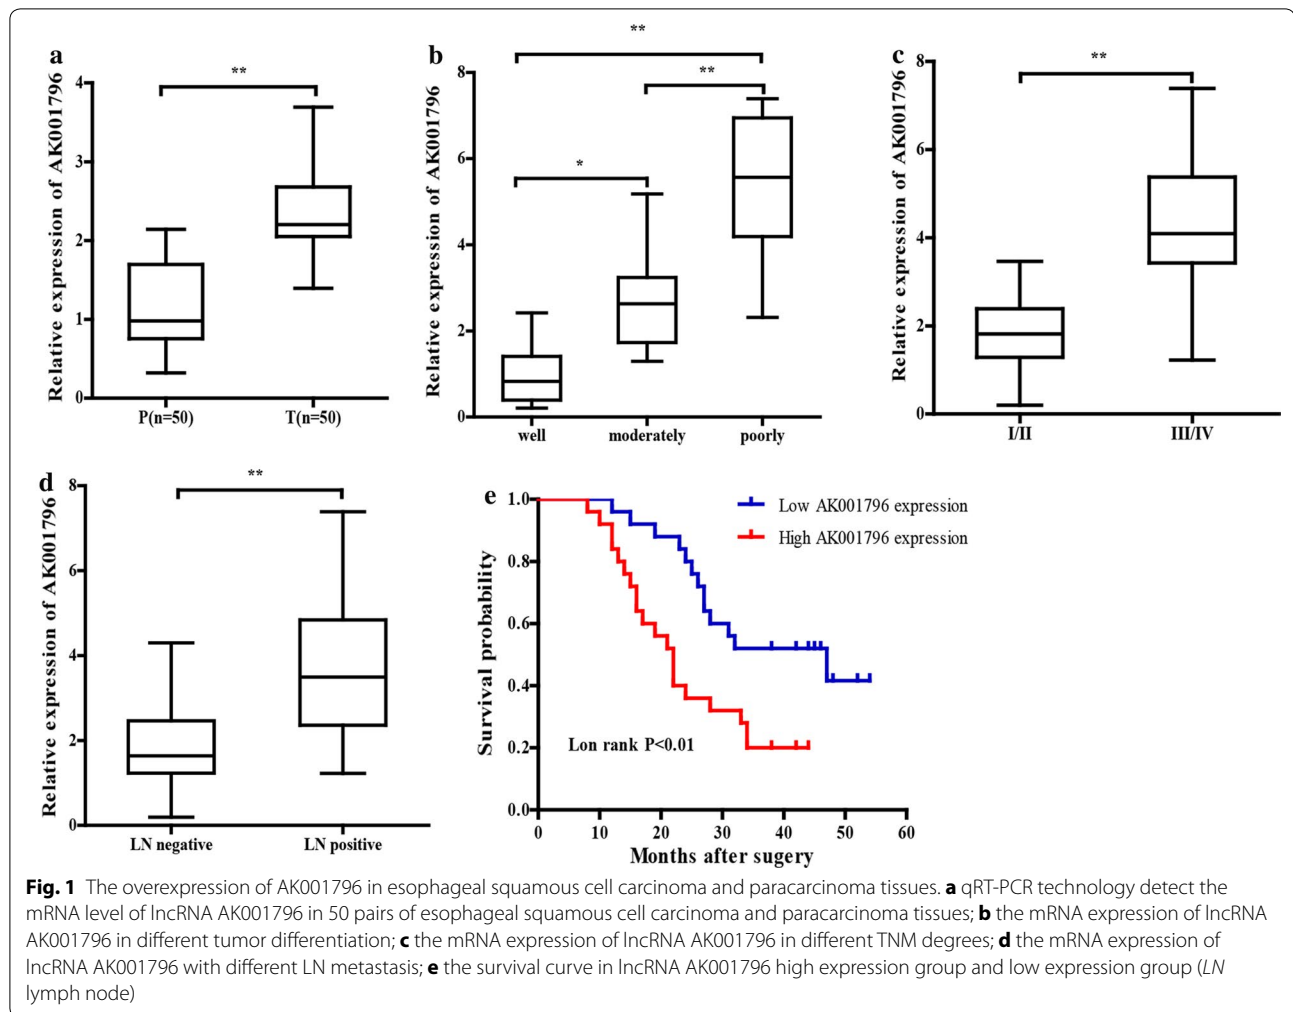 a
**
Relative expression of AK001796
4
3
2
1
0
P(n=50) T(n=50)
b
**
**
*
Relative expression of AK001796
8
6
4
2
0
well moderately poorly
c
**
Relative expression of AK001796
8
6
4
2
0
I/II III/IV
d
**
Relative expression of AK001796
8
6
4
2
0
LN negative LN positive
e
Low AK001796 expression
High AK001796 expression
Survival probability
1.0
0.8
0.6
0.4
0.2
0.0
Lon rank P<0.01
0 10 20 30 40 50 60
Months after sugery
Fig. 1 The overexpression of AK001796 in esophageal squamous cell carcinoma and paracarcinoma tissues. a qRT-PCR technology detect the
mRNA level of lncRNA AK001796 in 50 pairs of esophageal squamous cell carcinoma and paracarcinoma tissues; b the mRNA expression of lncRNA
AK001796 in different tumor differentiation; c the mRNA expression of lncRNA AK001796 in different TNM degrees; d the mRNA expression of
lncRNA AK001796 with different LN metastasis; e the survival curve in lncRNA AK001796 high expression group and low expression group (LN
lymph node)